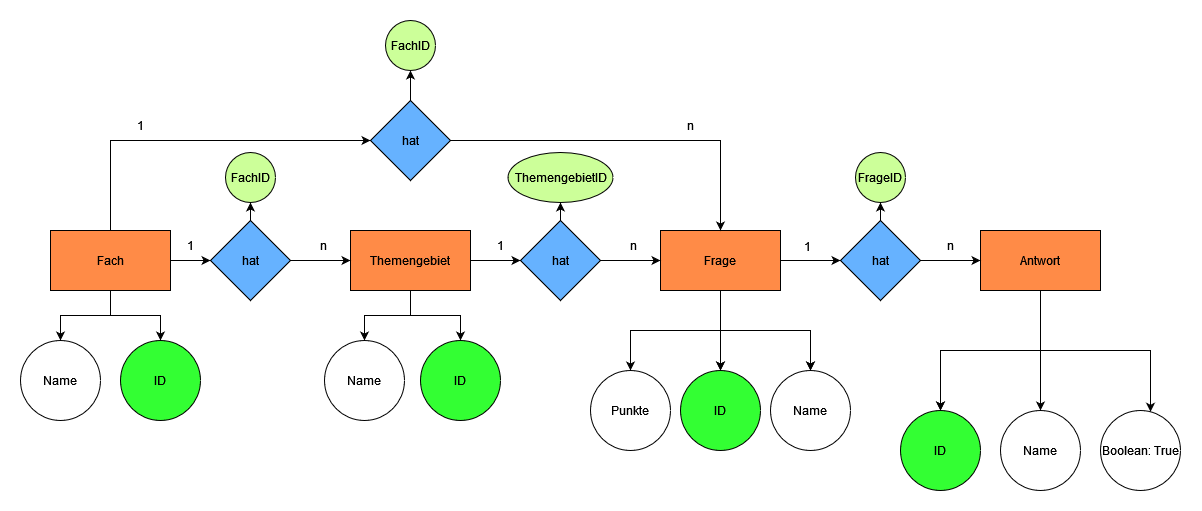 FachID
1
hat
n
FachID
ThemengebietID
FrageID
Fach
1
hat
n
Themengebiet
1
hat
n
Frage
1
hat
n
Antwort
Name
ID
Name
ID
Punkte
ID
Name
ID
Name
Boolean: True